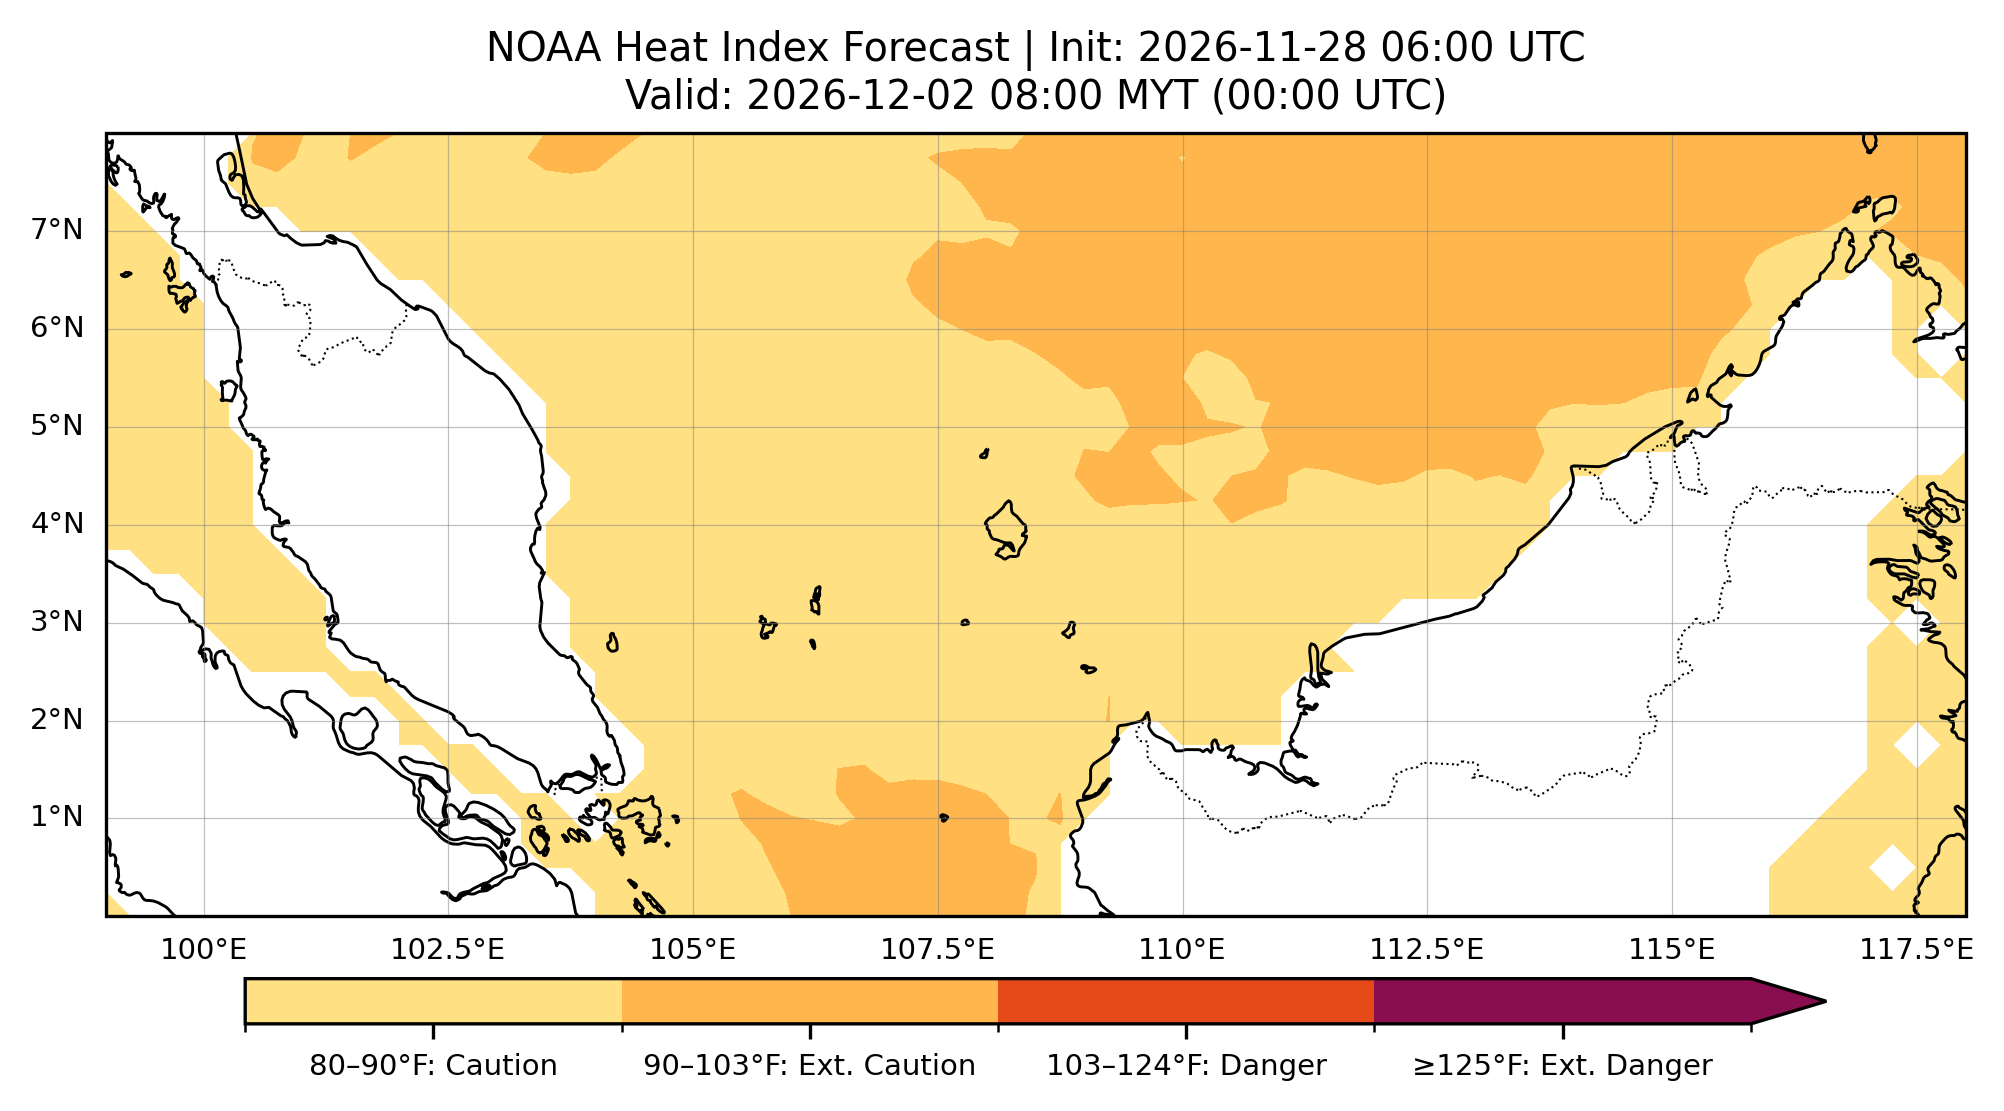 NOAA Heat Index Forecast | Init: 2026-11-28 06:00 UTC
Valid: 2026-12-02 08:00 MYT (00:00 UTC)
7°N
6°N
5°N
4°N
3°N
2°N
1°N
100°E 102.5°E 105°E 107.5°E 110°E 112.5°E 115°E 117.5°E
80–90°F: Caution 90–103°F: Ext. Caution 103–124°F: Danger ≥125°F: Ext. Danger